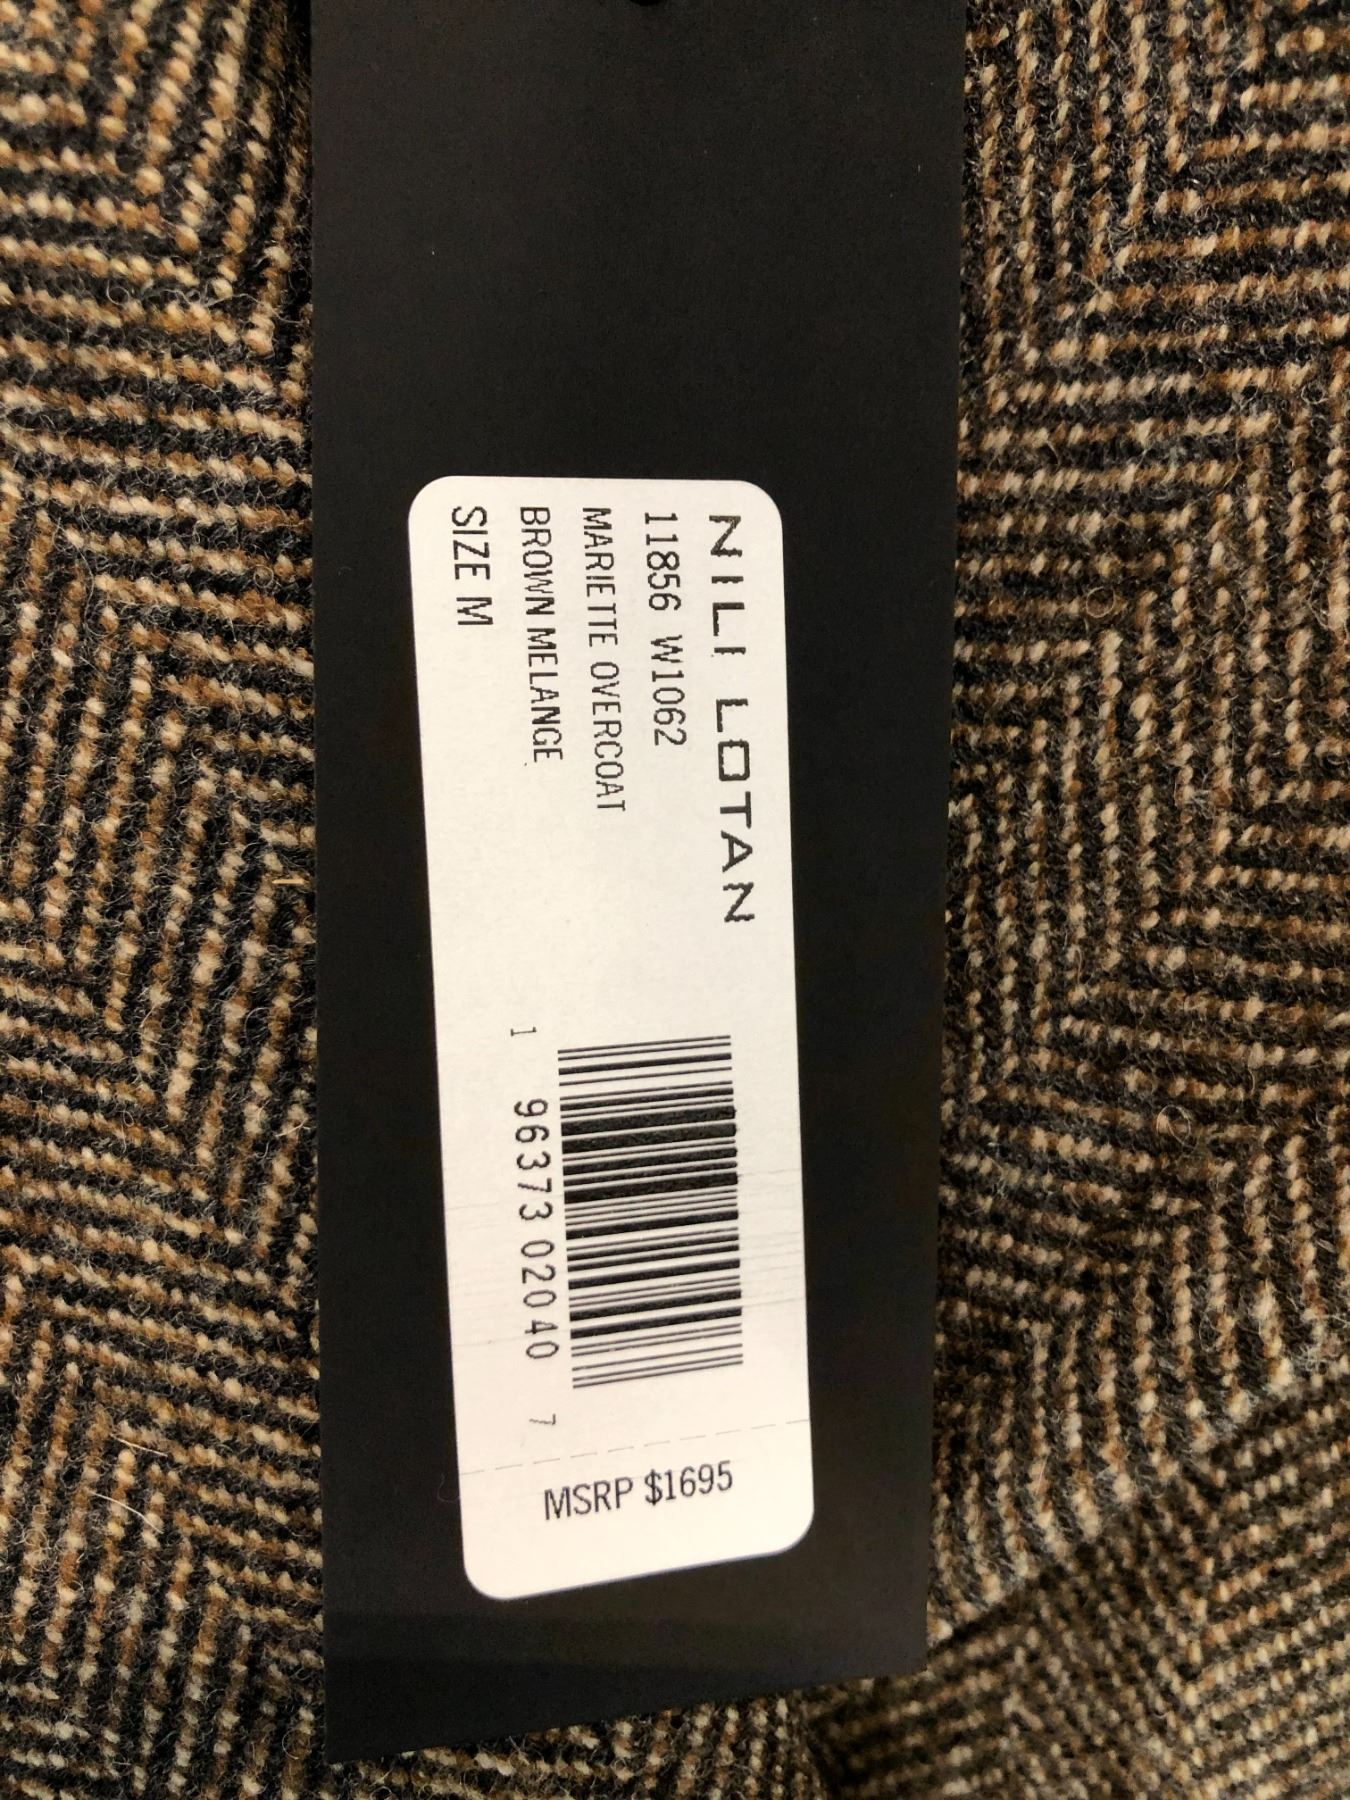 NILI LOTAN
11856 W1062
MARIETTE OVERCOAT
BROWN MELANGE
SIZE M
1 96373 02040 7
MSRP $1695